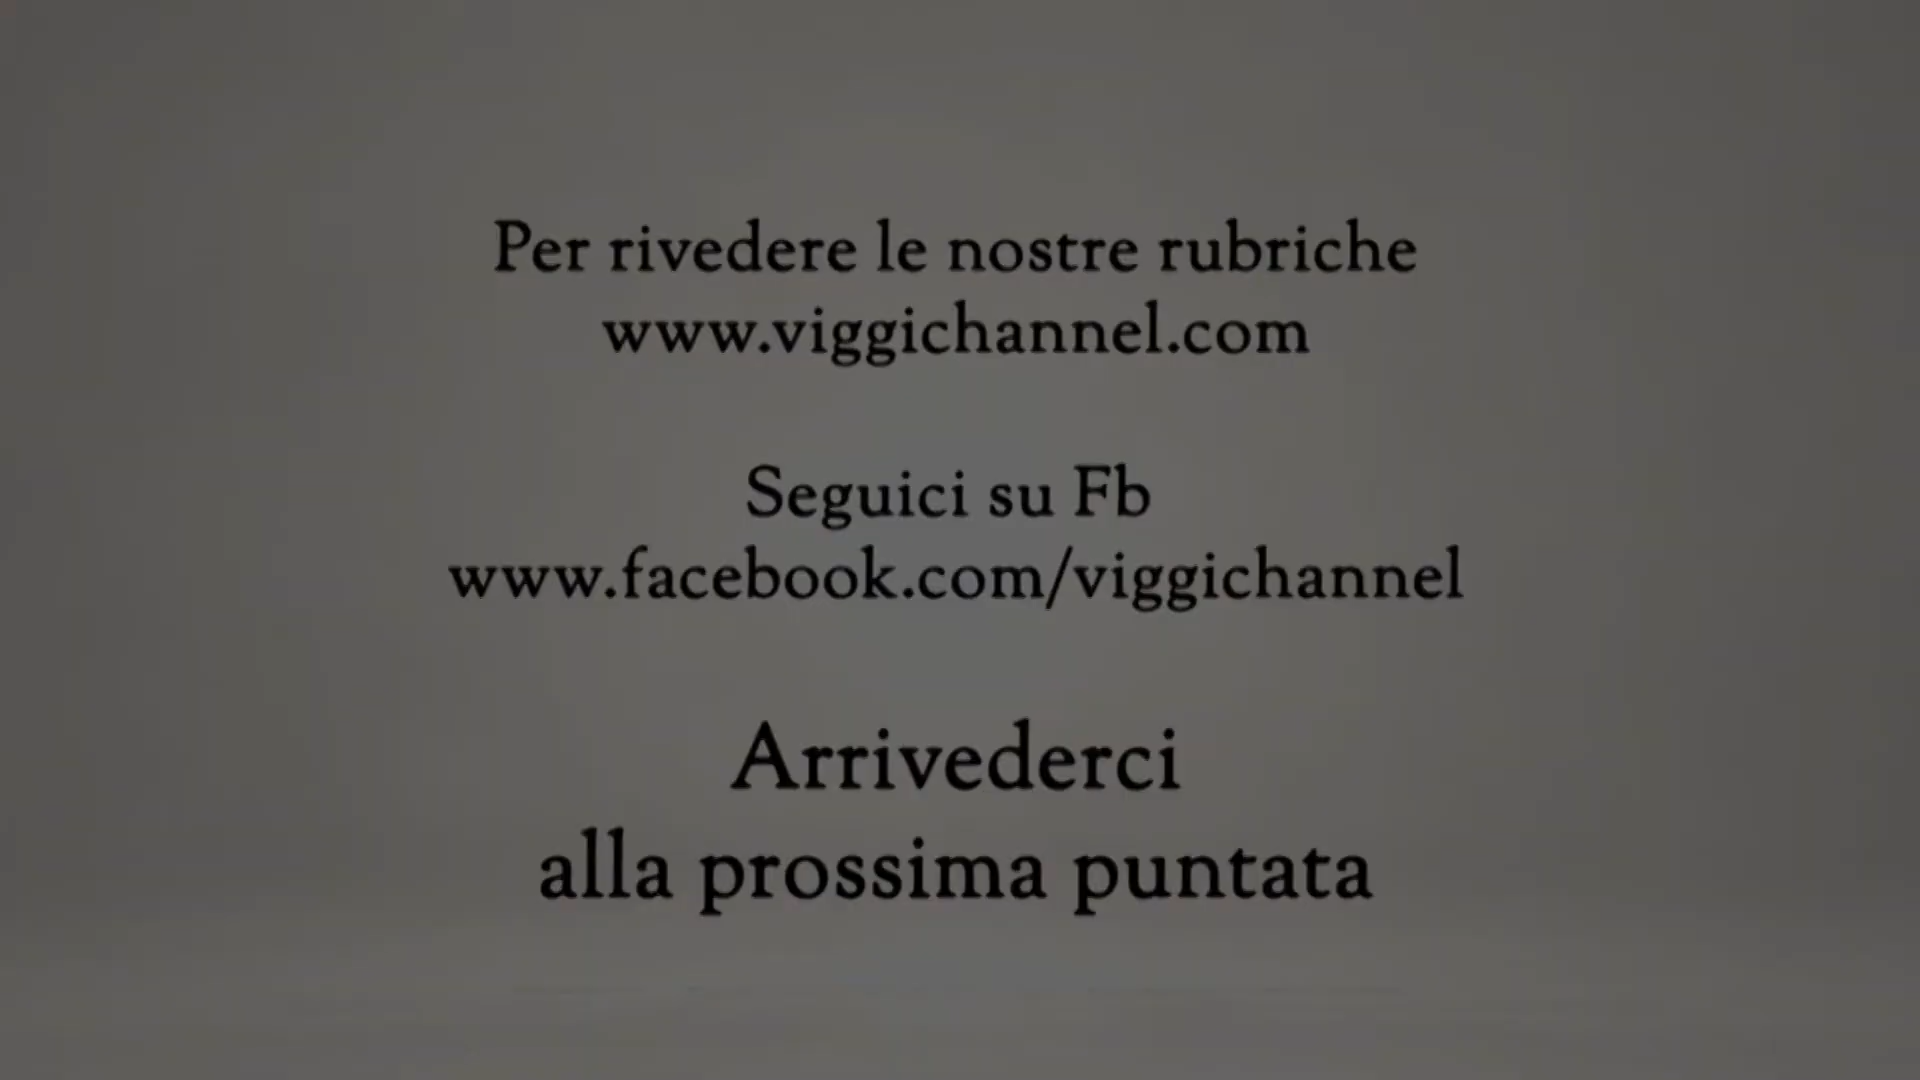 Per rivedere le nostre rubriche
www.viggichannel.com
Seguici su Fb
www.facebook.com/viggichannel
Arrivederci
alla prossima puntata